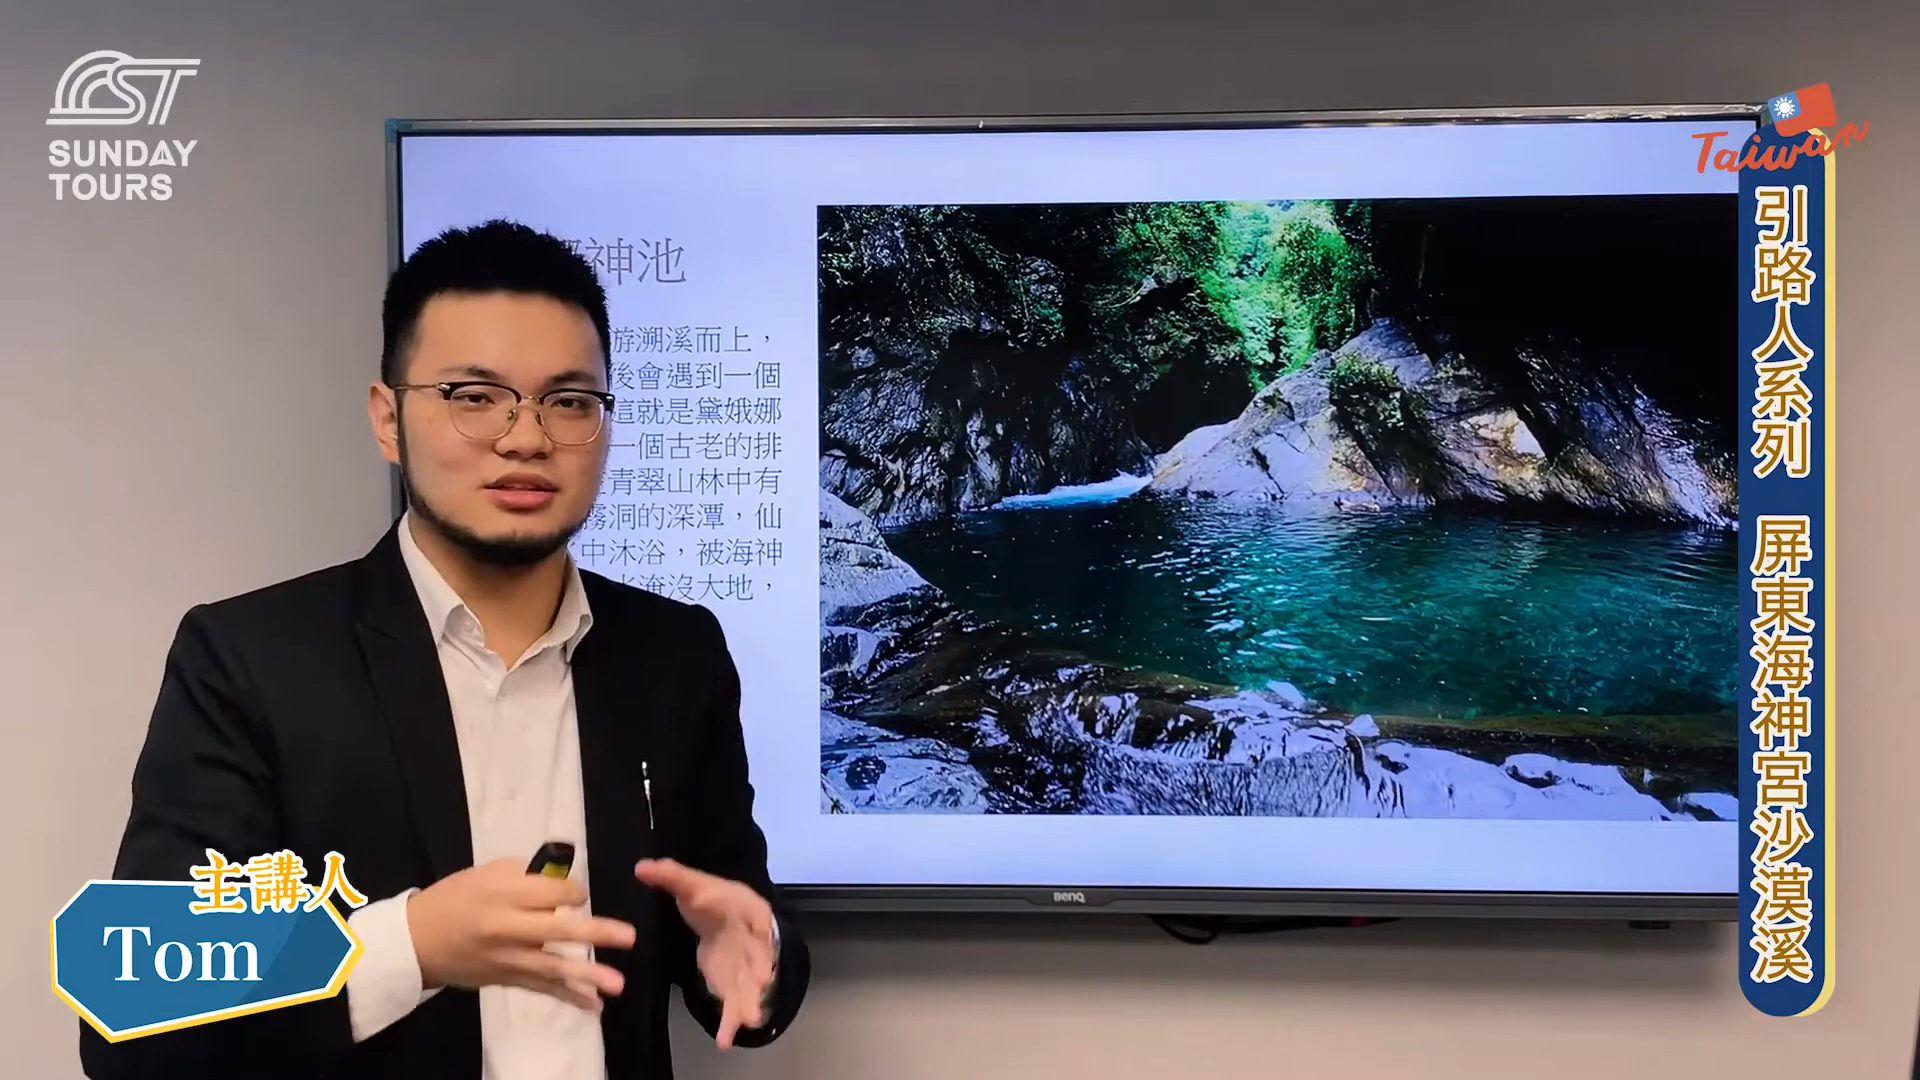 ST
SUNDAY
TOURS
Taiwan
引路人系列 屏東海神宮沙漠溪
神池
游溯溪而上，
後會遇到一個
這就是黛娥娜
一個古老的排
青翠山林中有
霧洞的深潭，仙
中沐浴，被海神
水淹沒大地，
BenQ
主講人
Tom